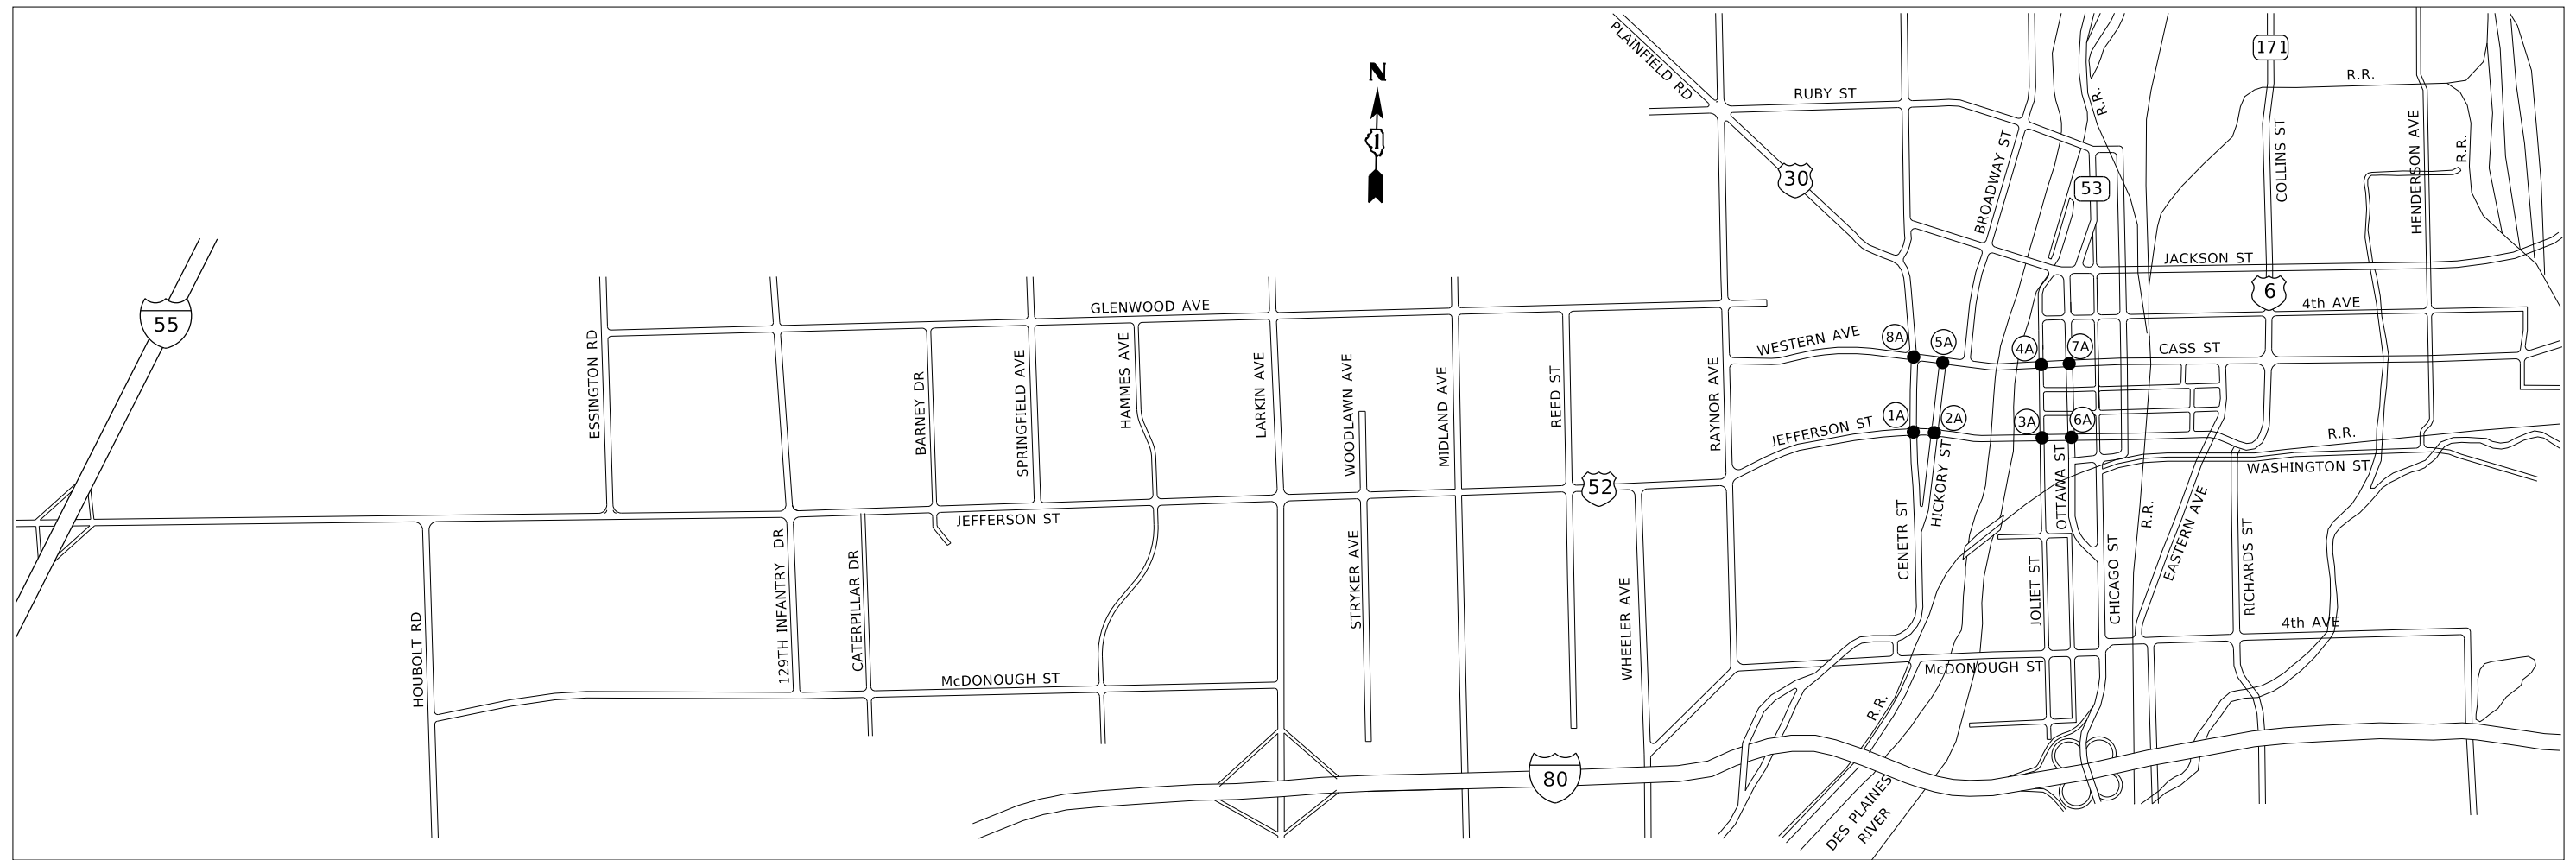 PLAINFIELD RD
171
N
R.R.
RUBY ST
R.R.
HENDERSON AVE
R.R.
COLLINS ST
BROADWAY ST
30
53
JACKSON ST
6
4th AVE
55
GLENWOOD AVE
ESSINGTON RD
WESTERN AVE
8A
5A
4A
7A
CASS ST
BARNEY DR
SPRINGFIELD AVE
HAMMES AVE
LARKIN AVE
WOODLAWN AVE
MIDLAND AVE
REED ST
RAYNOR AVE
1A
2A
3A
6A
JEFFERSON ST
R.R.
WASHINGTON ST
52
HICKORY ST
OTTAWA ST
JEFFERSON ST
R.R.
EASTERN AVE
RICHARDS ST
CENETR ST
129TH INFANTRY DR
CATERPILLAR DR
STRYKER AVE
WHEELER AVE
JOLIET ST
CHICAGO ST
4th AVE
HOUBOLT RD
McDONOUGH ST
McDONOUGH ST
R.R.
80
DES PLAINES
RIVER